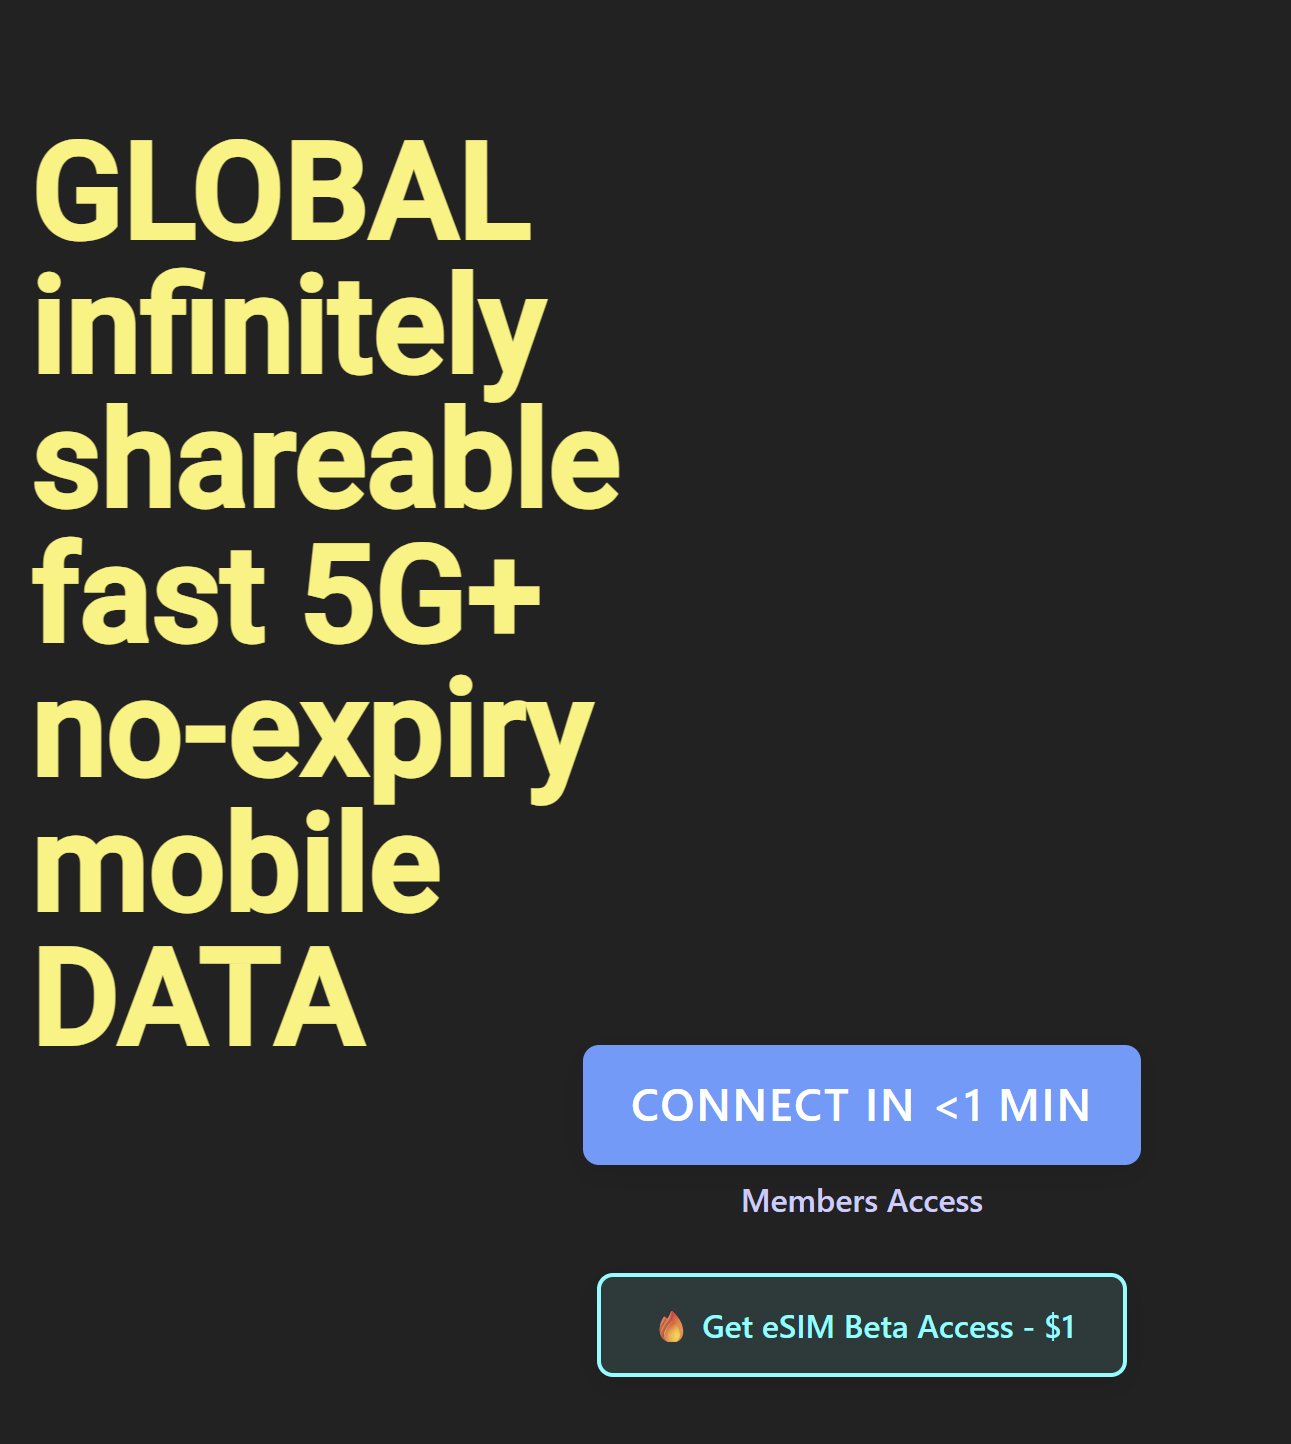 GLOBAL
infinitely
shareable
fast 5G+
no-expiry
mobile
DATA
CONNECT IN <1 MIN
Members Access
🔥 Get eSIM Beta Access - $1